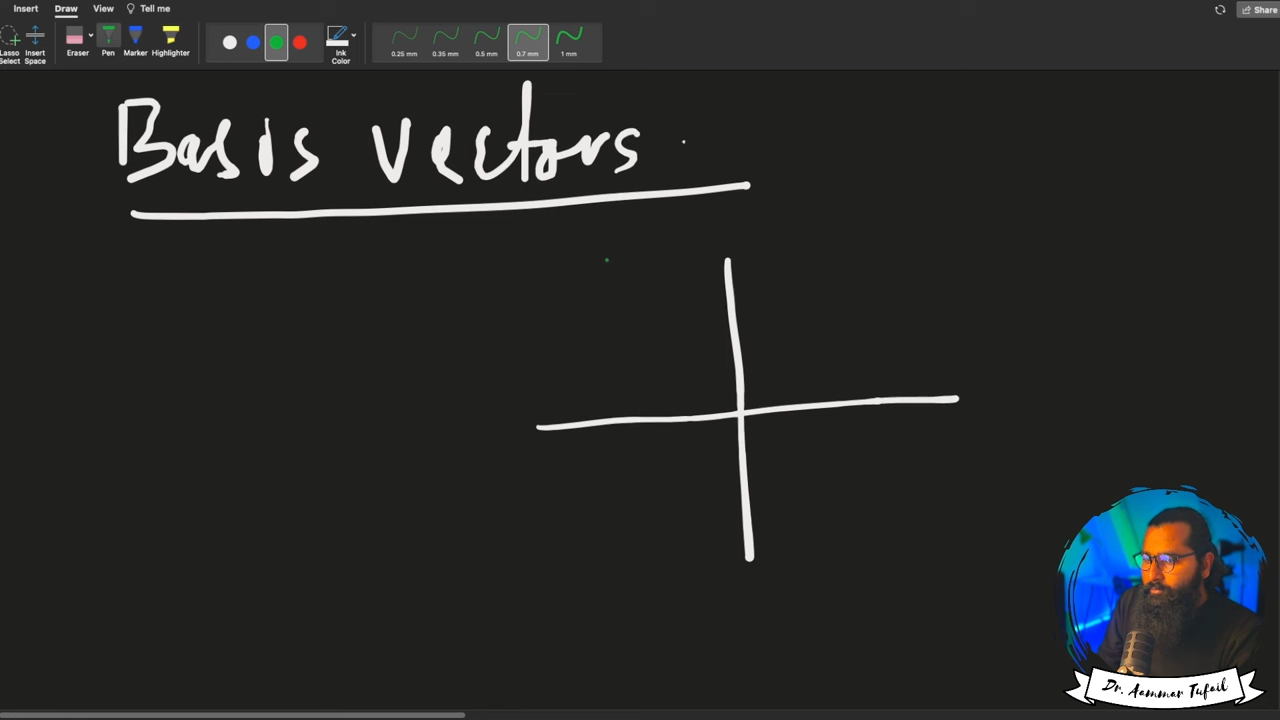 Insert Draw View Tell me
Share
Lasso Select
Insert Space
Eraser
Pen
Marker
Highlighter
Ink Color
0.25 mm
0.35 mm
0.5 mm
0.7 mm
1 mm
Basis vectors
Dr. Aammar Tufail